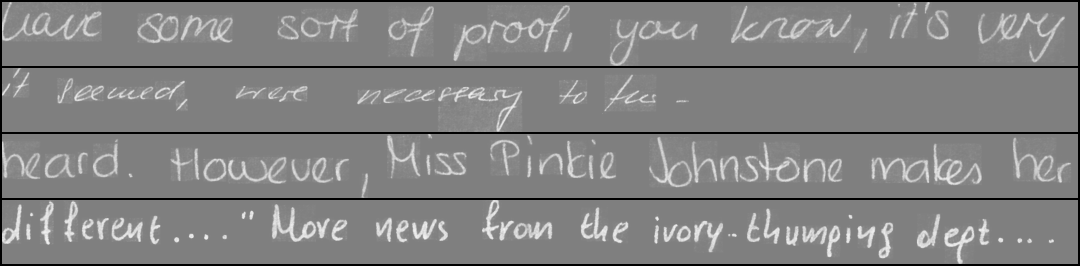 have some sort of proof, you know, it's very
it seemed, were necessary to
heard. However, Miss Pinkie Johnstone makes her
different.... " More news from the ivory-thumping dept....